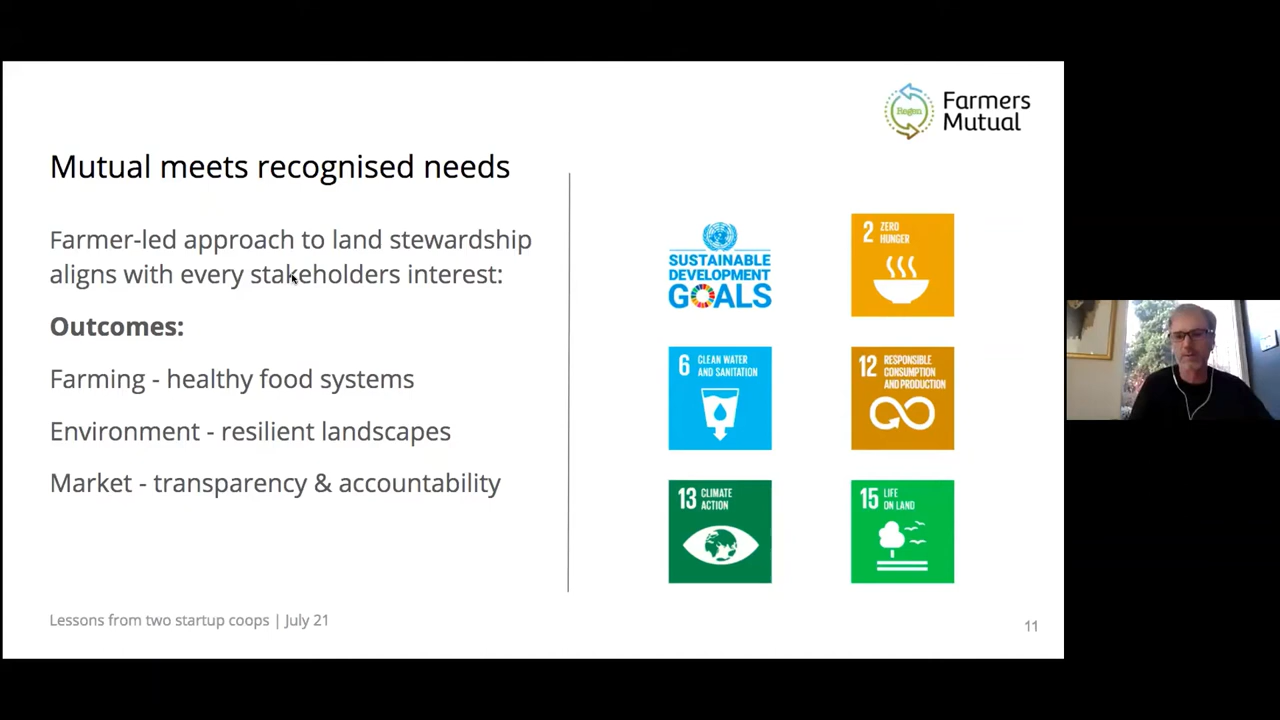 Regen
Farmers
Mutual
Mutual meets recognised needs
Farmer-led approach to land stewardship
aligns with every stakeholders interest:
Outcomes:
Farming - healthy food systems
Environment - resilient landscapes
Market - transparency & accountability
SUSTAINABLE
DEVELOPMENT
GOALS
2 ZERO
HUNGER
6 CLEAN WATER
AND SANITATION
12 RESPONSIBLE
CONSUMPTION
AND PRODUCTION
13 CLIMATE
ACTION
15 LIFE
ON LAND
Lessons from two startup coops | July 21
11